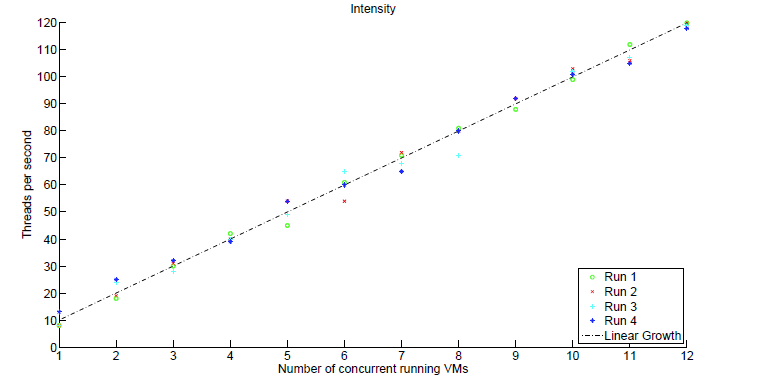 Intensity
Threads per second
120
110
100
90
80
70
60
50
40
30
20
10
0
1 2 3 4 5 6 7 8 9 10 11 12
Number of concurrent running VMs
Run 1
Run 2
Run 3
Run 4
Linear Growth